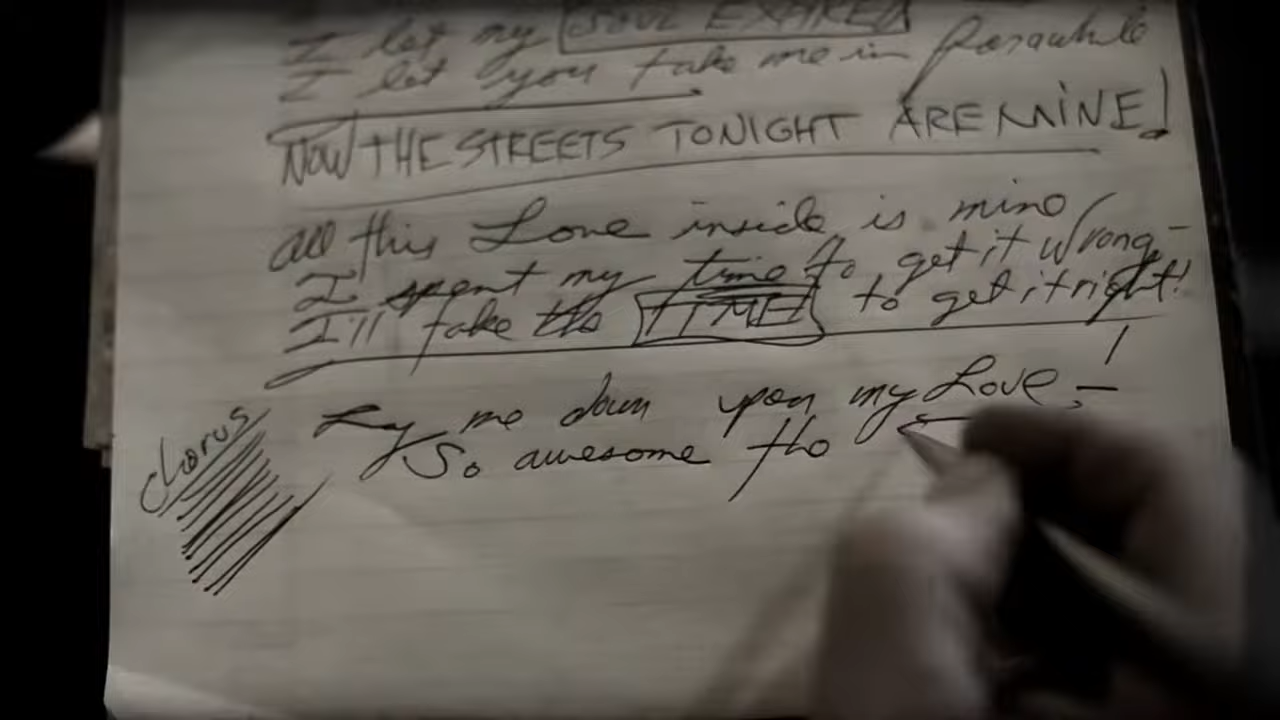 I let my SOUL EXPIRED
I let you take me in
NOW THE STREETS TONIGHT ARE MINE!
All this Love inside is mine
I spent my time to get it wrong-
I'll take the TIME! to get it right!
Lay me down upon my Love, -
So awesome tho
chorus